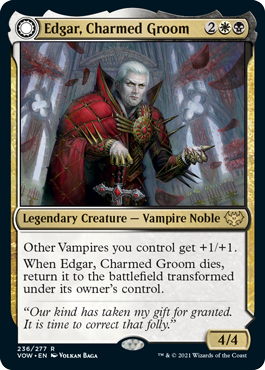 Edgar, Charmed Groom 2
Legendary Creature — Vampire Noble
Other Vampires you control get +1/+1.
When Edgar, Charmed Groom dies,
return it to the battlefield transformed
under its owner's control.
“Our kind has taken my gift for granted.
It is time to correct that folly.”
4/4
236/277 R
VOW • EN Volkan Baga
™ & © 2021 Wizards of the Coast